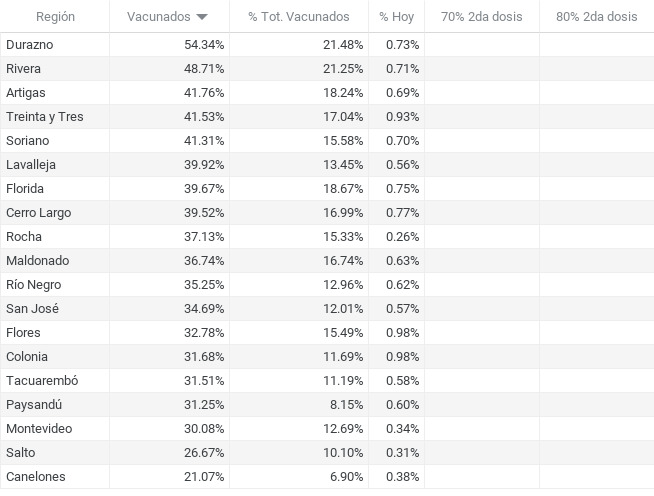 Región Vacunados % Tot. Vacunados % Hoy 70% 2da dosis 80% 2da dosis
Durazno 54.34% 21.48% 0.73%
Rivera 48.71% 21.25% 0.71%
Artigas 41.76% 18.24% 0.69%
Treinta y Tres 41.53% 17.04% 0.93%
Soriano 41.31% 15.58% 0.70%
Lavalleja 39.92% 13.45% 0.56%
Florida 39.67% 18.67% 0.75%
Cerro Largo 39.52% 16.99% 0.77%
Rocha 37.13% 15.33% 0.26%
Maldonado 36.74% 16.74% 0.63%
Río Negro 35.25% 12.96% 0.62%
San José 34.69% 12.01% 0.57%
Flores 32.78% 15.49% 0.98%
Colonia 31.68% 11.69% 0.98%
Tacuarembó 31.51% 11.19% 0.58%
Paysandú 31.25% 8.15% 0.60%
Montevideo 30.08% 12.69% 0.34%
Salto 26.67% 10.10% 0.31%
Canelones 21.07% 6.90% 0.38%